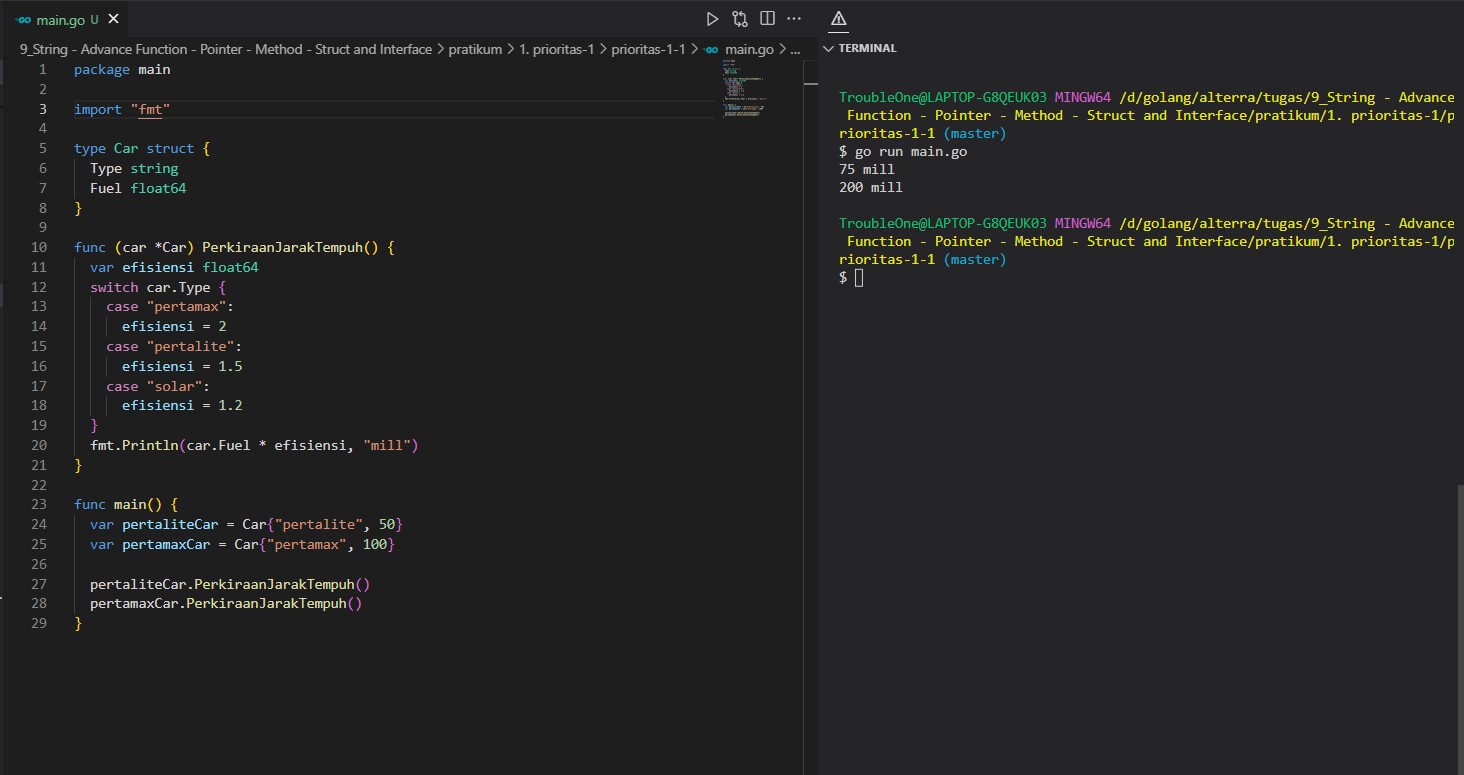 main.go U
9_String - Advance Function - Pointer - Method - Struct and Interface > pratikum > 1. prioritas-1 > prioritas-1-1 > main.go > ...
1 package main
2
3 import "fmt"
4
5 type Car struct {
6 Type string
7 Fuel float64
8 }
9
10 func (car *Car) PerkiraanJarakTempuh() {
11 var efisiensi float64
12 switch car.Type {
13 case "pertamax":
14 efisiensi = 2
15 case "pertalite":
16 efisiensi = 1.5
17 case "solar":
18 efisiensi = 1.2
19 }
20 fmt.Println(car.Fuel * efisiensi, "mill")
21 }
22
23 func main() {
24 var pertaliteCar = Car{"pertalite", 50}
25 var pertamaxCar = Car{"pertamax", 100}
26
27 pertaliteCar.PerkiraanJarakTempuh()
28 pertamaxCar.PerkiraanJarakTempuh()
29 }
TERMINAL
TroubleOne@LAPTOP-G8QEUK03 MINGW64 /d/golang/alterra/tugas/9_String - Advance
Function - Pointer - Method - Struct and Interface/pratikum/1. prioritas-1/p
rioritas-1-1 (master)
$ go run main.go
75 mill
200 mill
TroubleOne@LAPTOP-G8QEUK03 MINGW64 /d/golang/alterra/tugas/9_String - Advance
Function - Pointer - Method - Struct and Interface/pratikum/1. prioritas-1/p
rioritas-1-1 (master)
$